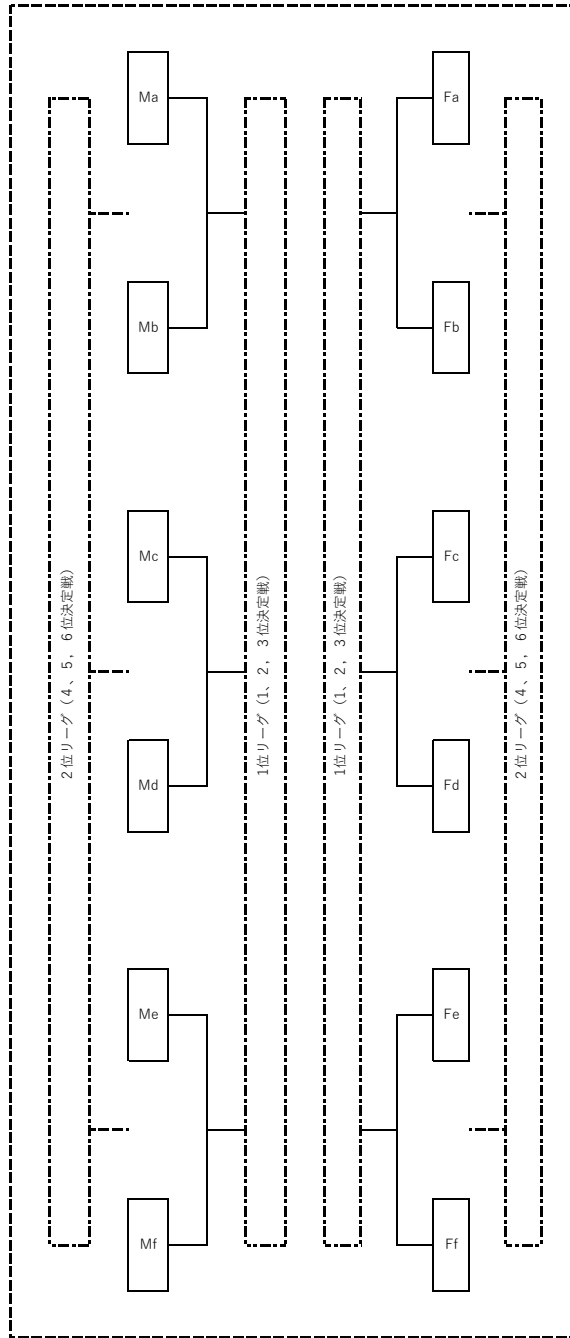 Ma
Fa
Mb
Fb
Mc
Fc
2位リーグ（4、5，6位決定戦）
1位リーグ（1、2，3位決定戦）
1位リーグ（1、2，3位決定戦）
2位リーグ（4、5，6位決定戦）
Md
Fd
Me
Fe
Mf
Ff